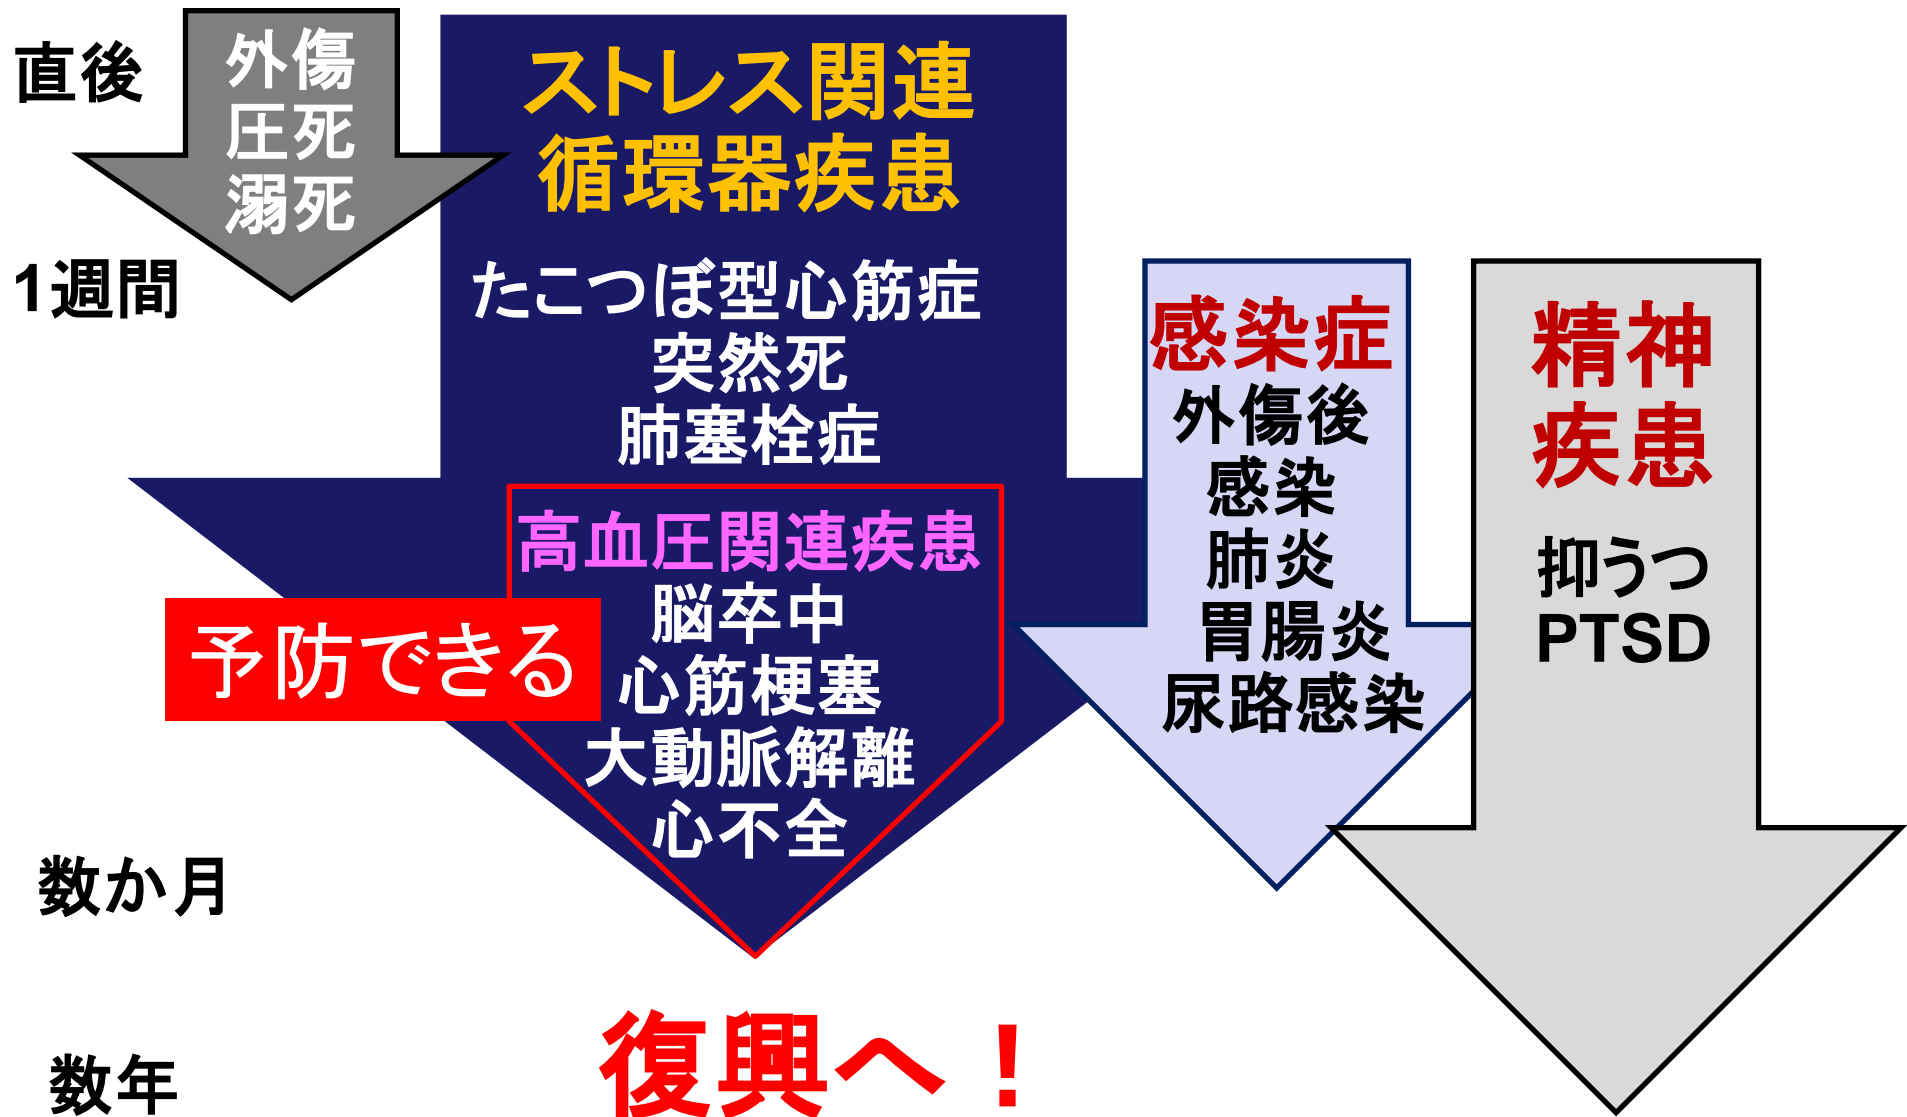 直後
1週間
数か月
数年
外傷
圧死
溺死
ストレス関連
循環器疾患
たこつぼ型心筋症
突然死
肺塞栓症
高血圧関連疾患
脳卒中
心筋梗塞
大動脈解離
心不全
予防できる
感染症
外傷後
感染
肺炎
胃腸炎
尿路感染
精神
疾患
抑うつ
PTSD
復興へ!